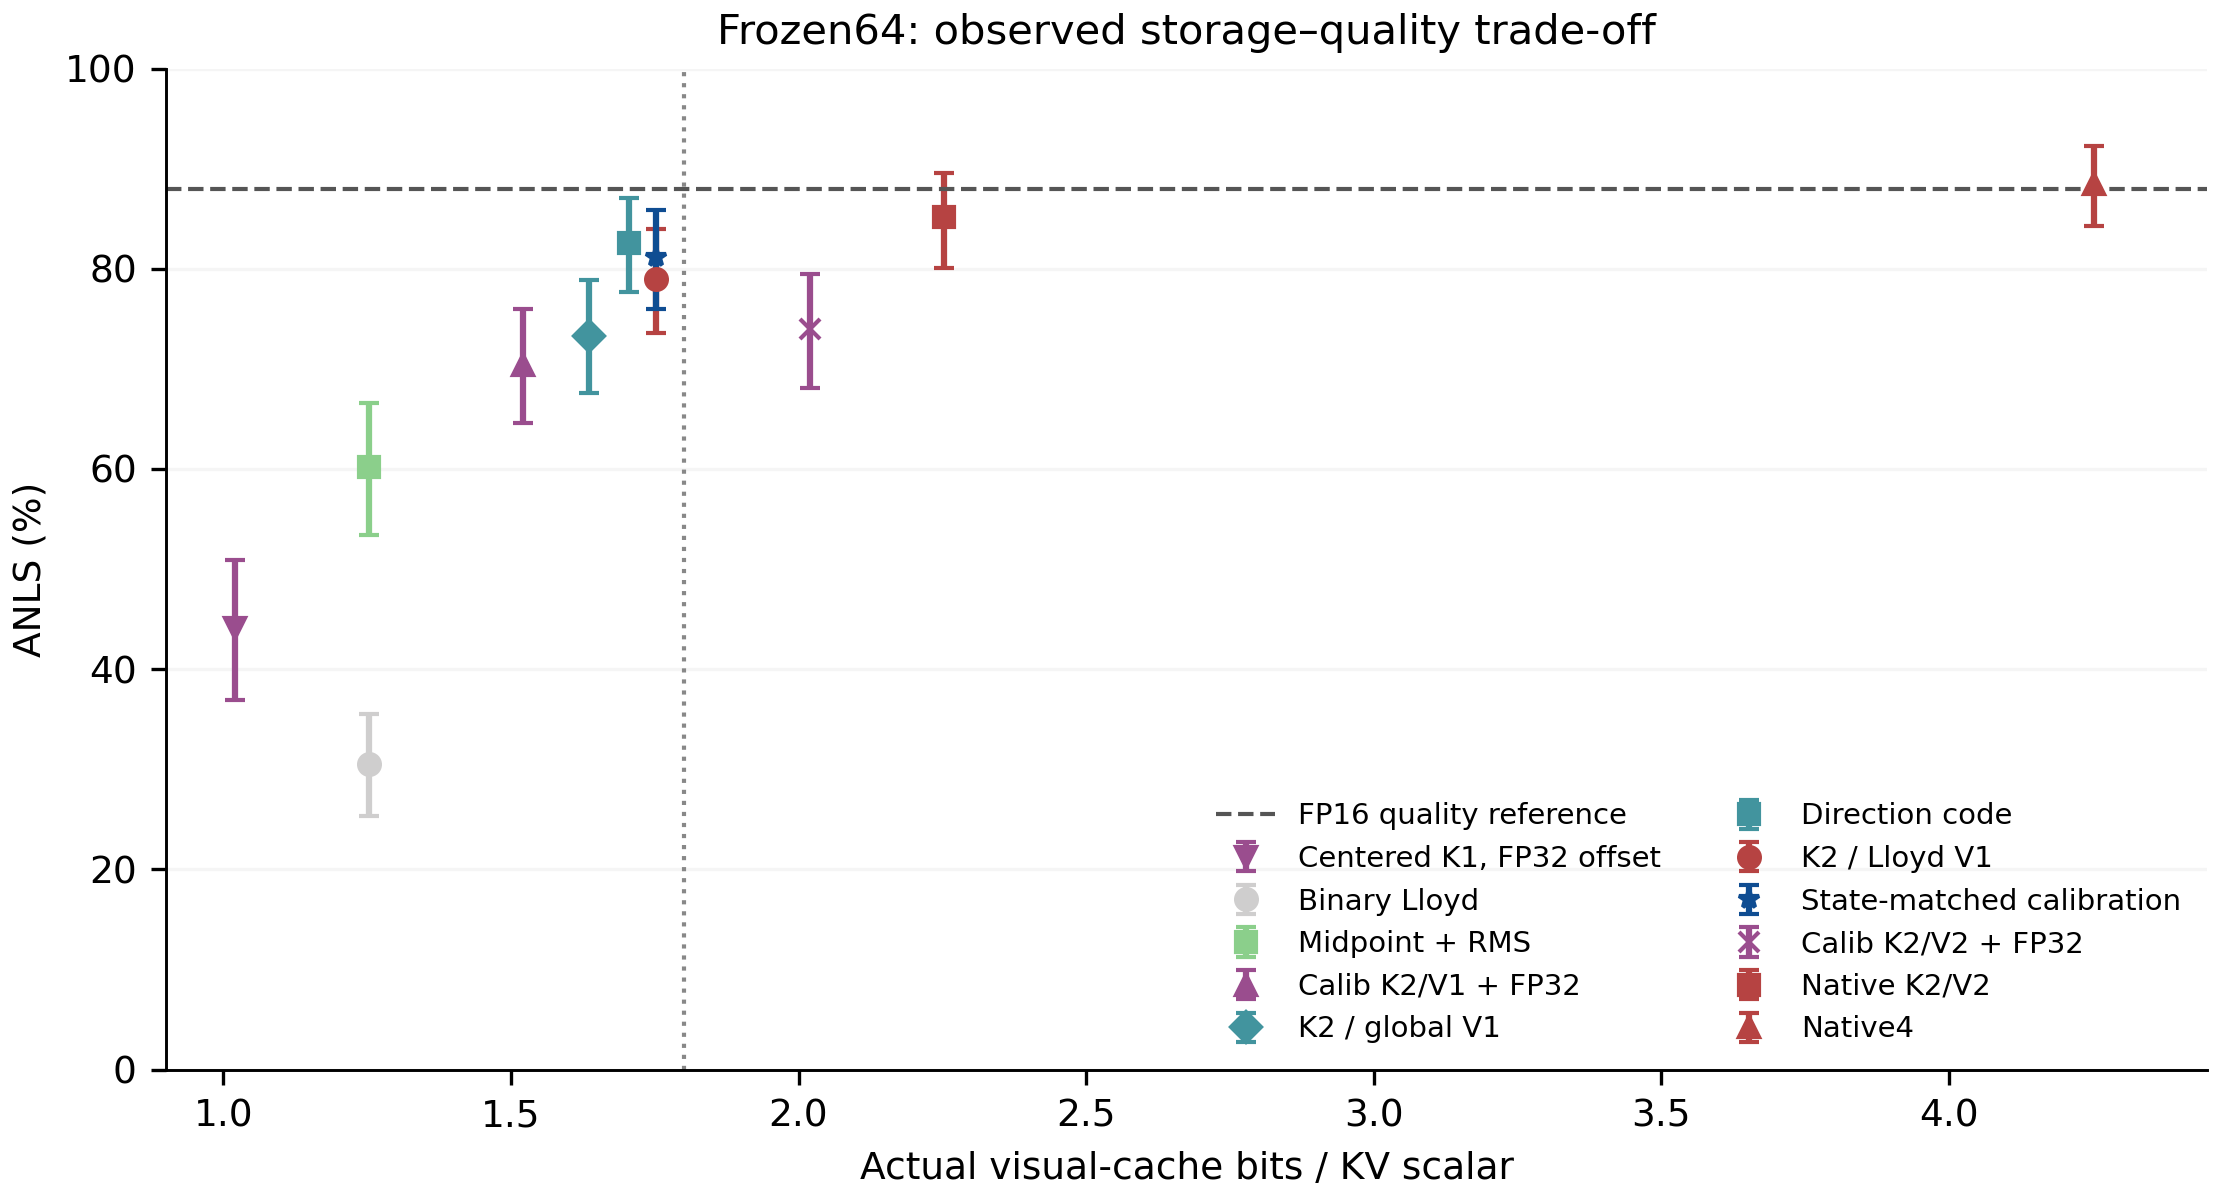 Frozen64: observed storage–quality trade-off
100
80
60
40
20
0
ANLS (%)
1.0 1.5 2.0 2.5 3.0 3.5 4.0
Actual visual-cache bits / KV scalar
FP16 quality reference
Centered K1, FP32 offset
Binary Lloyd
Midpoint + RMS
Calib K2/V1 + FP32
K2 / global V1
Direction code
K2 / Lloyd V1
State-matched calibration
Calib K2/V2 + FP32
Native K2/V2
Native4